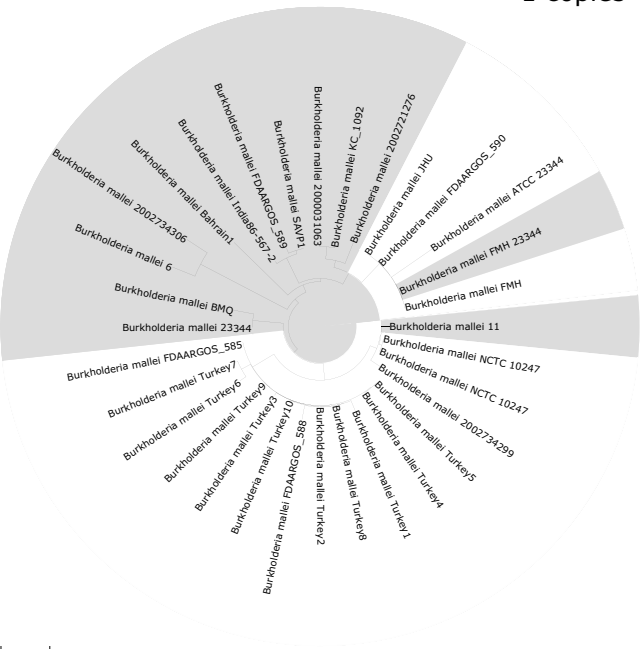 Burkholderia mallei 2002734306
Burkholderia mallei 6
Burkholderia mallei Bahrain1
Burkholderia mallei India86-567-2
Burkholderia mallei FDAARGOS_589
Burkholderia mallei SAVP1
Burkholderia mallei 2000031063
Burkholderia mallei KC_1092
Burkholderia mallei 2002721276
Burkholderia mallei JHU
Burkholderia mallei FDAARGOS_590
Burkholderia mallei ATCC 23344
Burkholderia mallei FMH 23344
Burkholderia mallei FMH
Burkholderia mallei 11
Burkholderia mallei NCTC 10247
Burkholderia mallei NCTC 10247
Burkholderia mallei 2002734299
Burkholderia mallei Turkey5
Burkholderia mallei Turkey4
Burkholderia mallei Turkey1
Burkholderia mallei Turkey8
Burkholderia mallei Turkey2
Burkholderia mallei FDAARGOS_588
Burkholderia mallei Turkey10
Burkholderia mallei Turkey3
Burkholderia mallei Turkey9
Burkholderia mallei Turkey6
Burkholderia mallei Turkey7
Burkholderia mallei FDAARGOS_585
Burkholderia mallei 23344
Burkholderia mallei BMQ